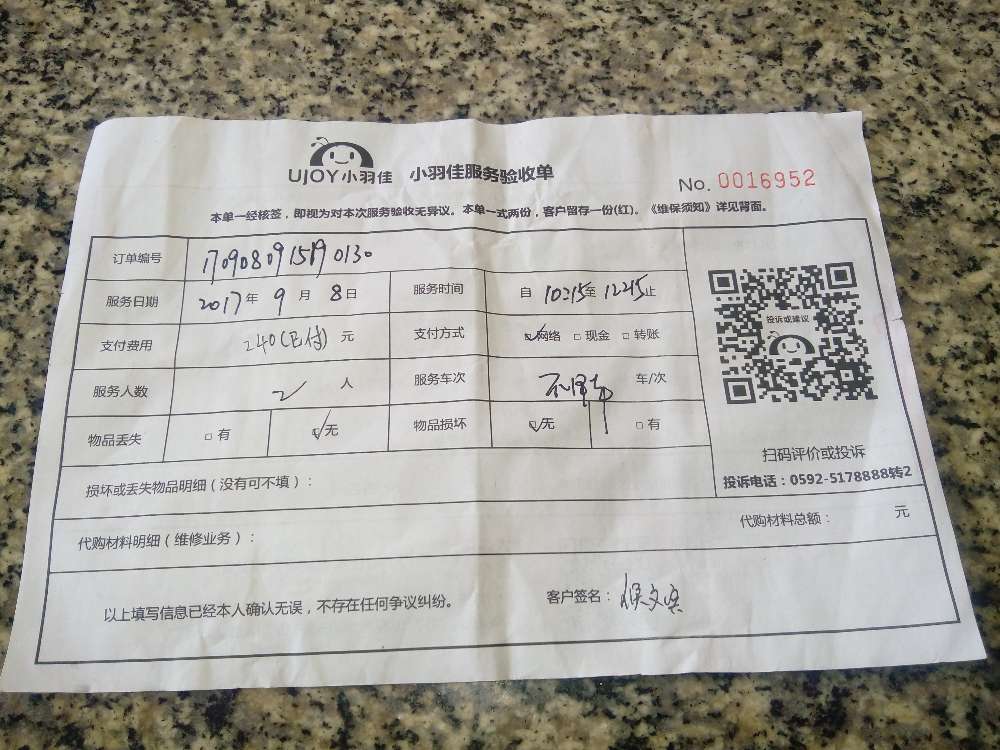 UJOY小羽佳 小羽佳服务验收单
No. 0016952
本单一经核签，即视为对本次服务验收无异议。本单一式两份，客户留存一份(红)。《维保须知》详见背面。
订单编号
服务日期 2017年 9月 8日 服务时间 自 10:15至 12:45止
支付费用 240(已付) 元 支付方式 网络 现金 转账
服务人数 2 人 服务车次 车/次
物品丢失 有 无 物品损坏 无 有
投诉或建议
扫码评价或投诉
投诉电话：0592-5178888转2
损坏或丢失物品明细（没有可不填）：
代购材料明细（维修业务）： 代购材料总额： 元
以上填写信息已经本人确认无误，不存在任何争议纠纷。 客户签名：